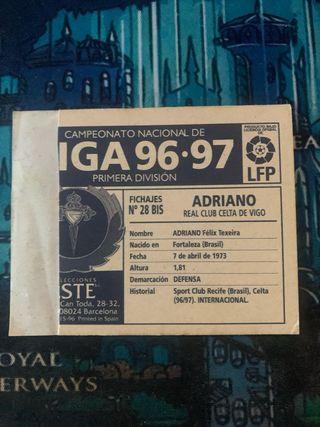 CAMPEONATO NACIONAL DE
IGA 96·97
PRIMERA DIVISIÓN
PRODUCTO BAJO
LICENCIA OFICIAL
DE
LFP
FICHAJES
Nº 28 BIS
ADRIANO
REAL CLUB CELTA DE VIGO
Nombre ADRIANO Félix Texeira
Nacido en Fortaleza (Brasil)
Fecha 7 de abril de 1973
Altura 1,81
Demarcación DEFENSA
Historial Sport Club Recife (Brasil), Celta
(96/97). INTERNACIONAL.
LECCIONES
STE
Can Toda, 28-32,
08024 Barcelona
Printed in Spain
ROYAL
ERWAYS